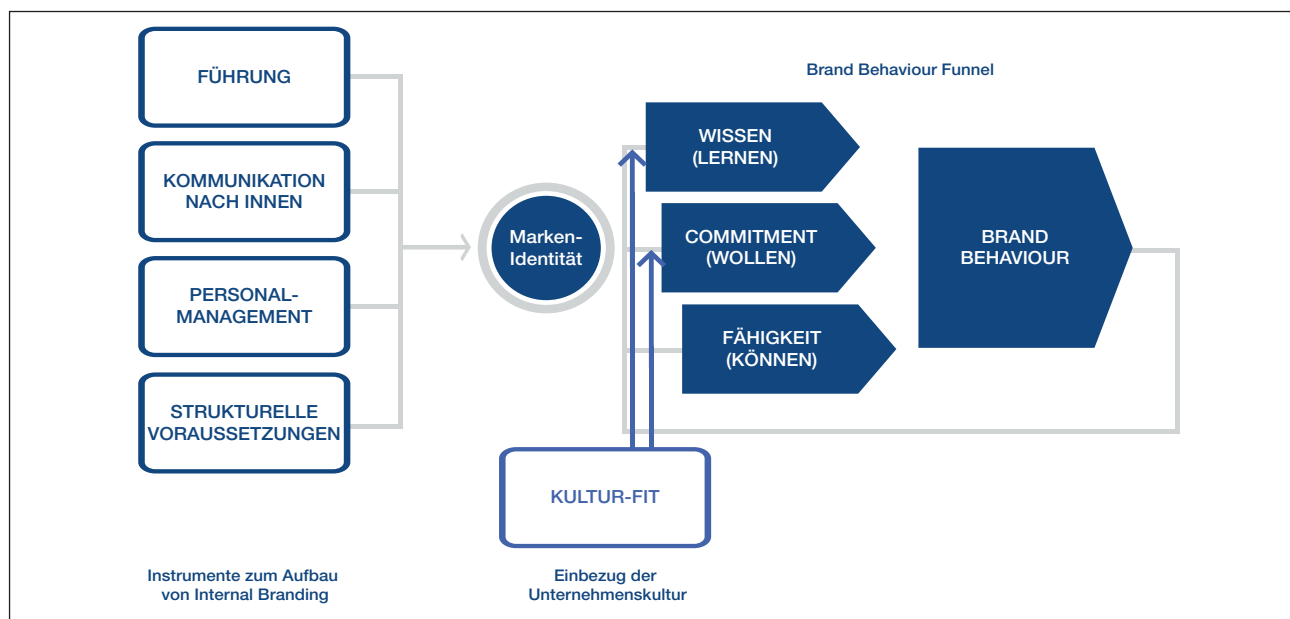 FÜHRUNG
KOMMUNIKATION
NACH INNEN
PERSONAL-
MANAGEMENT
STRUKTURELLE
VORAUSSETZUNGEN
Instrumente zum Aufbau
von Internal Branding
Marken-
Identität
Brand Behaviour Funnel
WISSEN
(LERNEN)
COMMITMENT
(WOLLEN)
FÄHIGKEIT
(KÖNNEN)
BRAND
BEHAVIOUR
KULTUR-FIT
Einbezug der
Unternehmenskultur